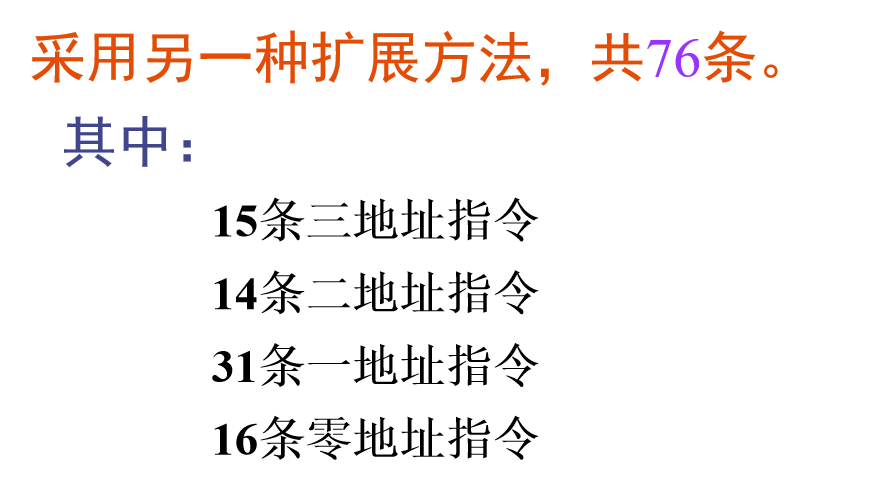 采用另一种扩展方法，共76条。
其中：
15条三地址指令
14条二地址指令
31条一地址指令
16条零地址指令